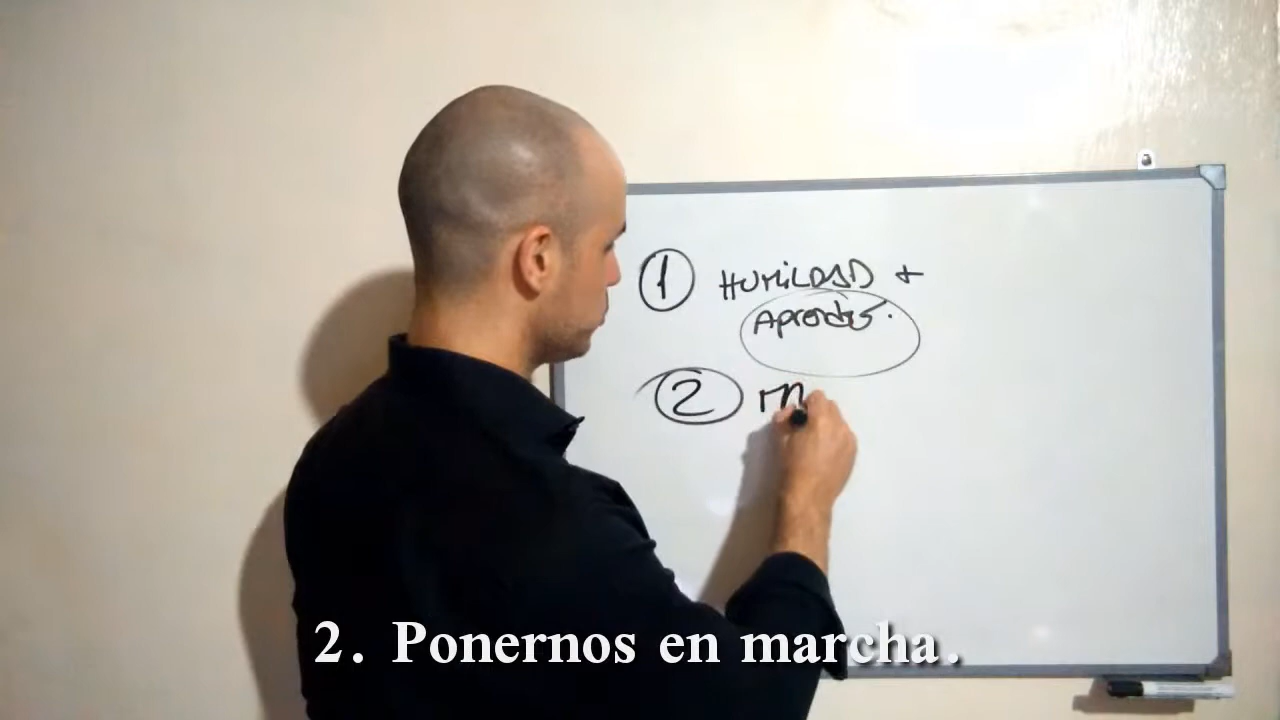 1 HUMILDAD +
Aprender.
2 m
2. Ponernos en marcha.